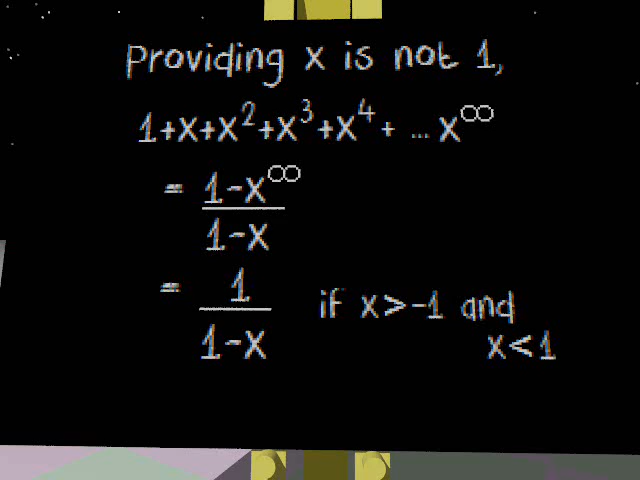 Providing x is not 1,
1+x+x²+x³+x⁴+ ... x^∞
= 1-x^∞
1-x
= 1 if x>-1 and
1-x x<1